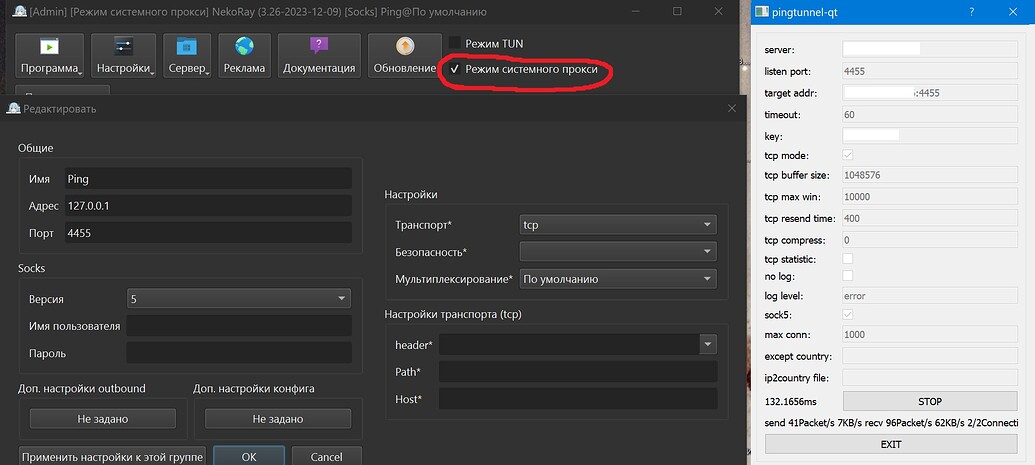 [Admin] [Режим системного прокси] NekoRay (3.26-2023-12-09) [Socks] Ping@По умолчанию
Программа
Настройки
Сервер
Реклама
Документация
Обновление
Режим TUN
Режим системного прокси
Редактировать
Общие
Имя Ping
Адрес 127.0.0.1
Порт 4455
Socks
Версия 5
Имя пользователя
Пароль
Доп. настройки outbound
Не задано
Доп. настройки конфига
Не задано
Применить настройки к этой группе
OK
Cancel
Настройки
Транспорт* tcp
Безопасность*
Мультиплексирование* По умолчанию
Настройки транспорта (tcp)
header*
Path*
Host*
pingtunnel-qt
server:
listen port: 4455
target addr: :4455
timeout: 60
key:
tcp mode:
tcp buffer size: 1048576
tcp max win: 10000
tcp resend time: 400
tcp compress: 0
tcp statistic:
no log:
log level: error
sock5:
max conn: 1000
except country:
ip2country file:
132.1656ms STOP
send 41Packet/s 7KB/s recv 96Packet/s 62KB/s 2/2Connecti
EXIT